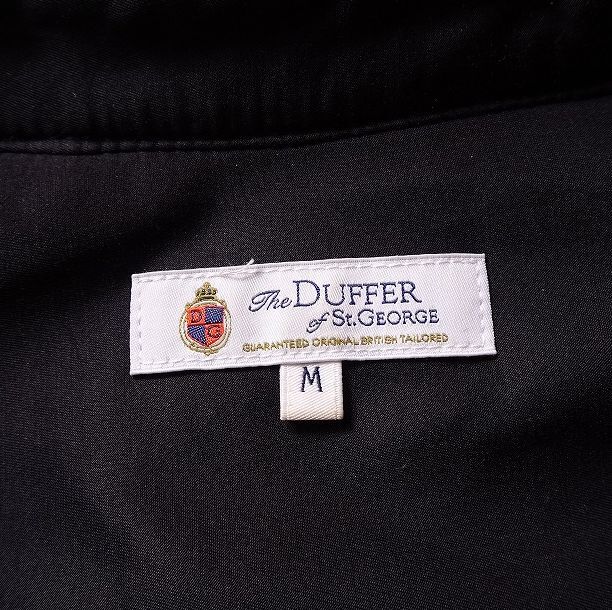 The DUFFER
of St. GEORGE
GUARANTEED ORIGINAL BRITISH TAILORED
D
G
M